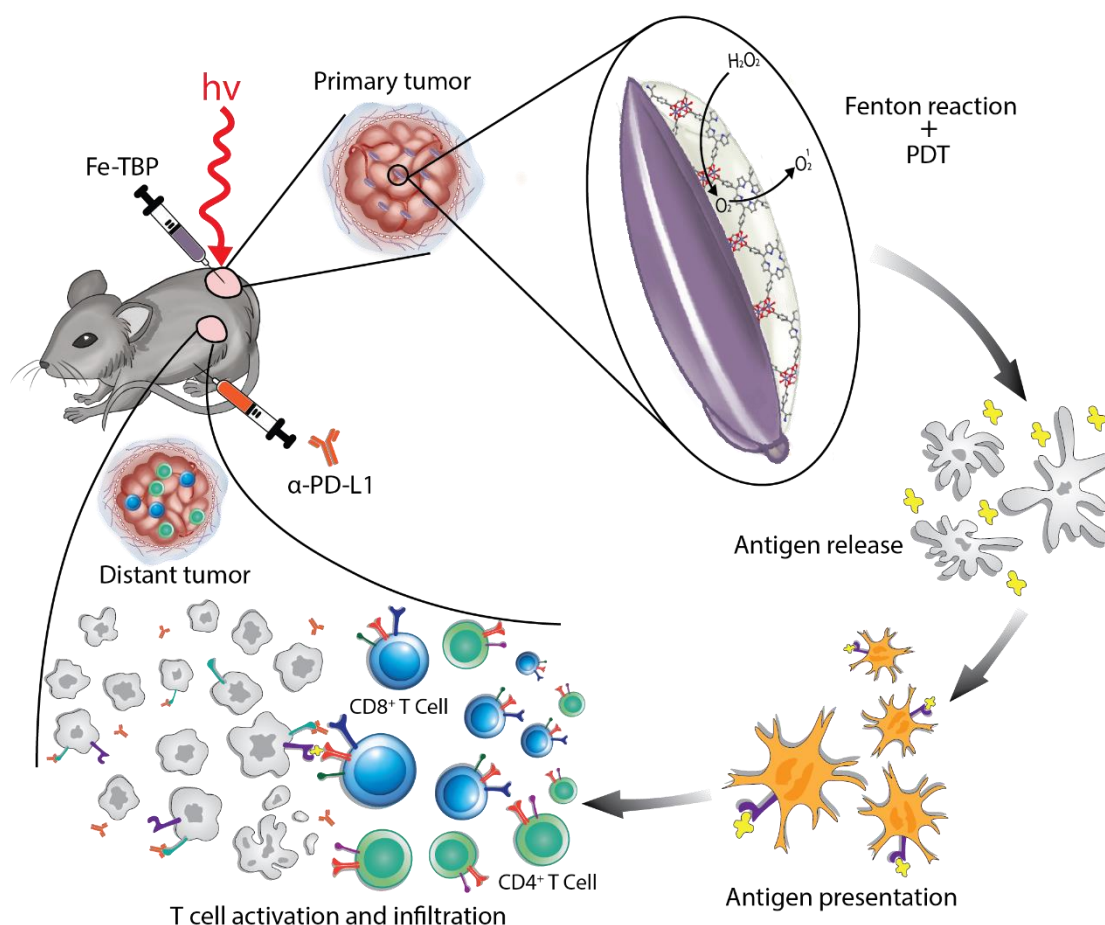 hv
Primary tumor
Fe-TBP
H₂O₂
O₂
O₂¹
Fenton reaction
+
PDT
α-PD-L1
Distant tumor
Antigen release
CD8⁺ T Cell
CD4⁺ T Cell
T cell activation and infiltration
Antigen presentation